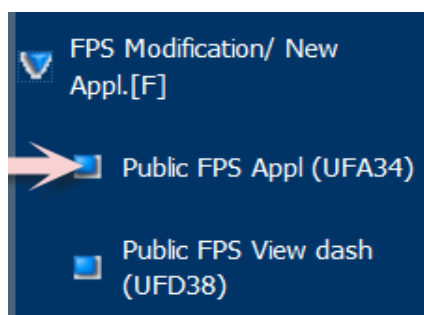 FPS Modification/ New
Appl.[F]
Public FPS Appl (UFA34)
Public FPS View dash
(UFD38)